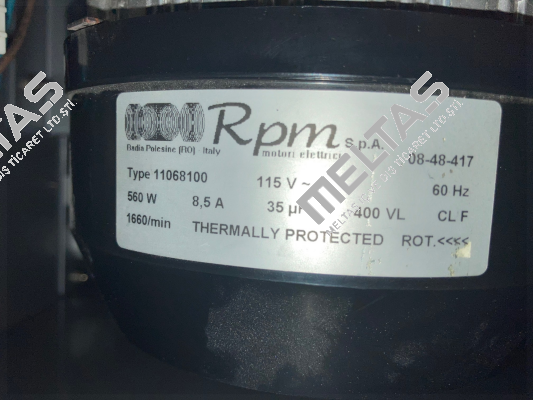 Rpm S.p.A.
Badia Polesine (RO) Italy motori elettrici 08-48-417
Type 11068100 115 V ~ 60 Hz
560 W 8,5 A 35 µF 400 VL CL F
1660/min THERMALLY PROTECTED ROT.<<<<
MELTAS
MELTAS